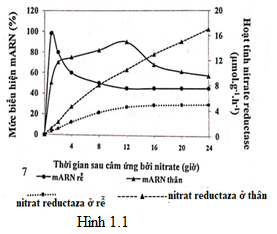 Mức biểu hiện mARN (%)
120
100
80
60
40
20
0
20
16
12
8
4
0
Hoạt tính nitrate reductase
(µmol.g⁻¹.h⁻¹)
0 4 8 12 16 20 24
Thời gian sau cảm ứng bởi nitrate (giờ)
7
mARN rễ
mARN thân
nitrat reductaza ở rễ
nitrat reductaza ở thân
Hình 1.1